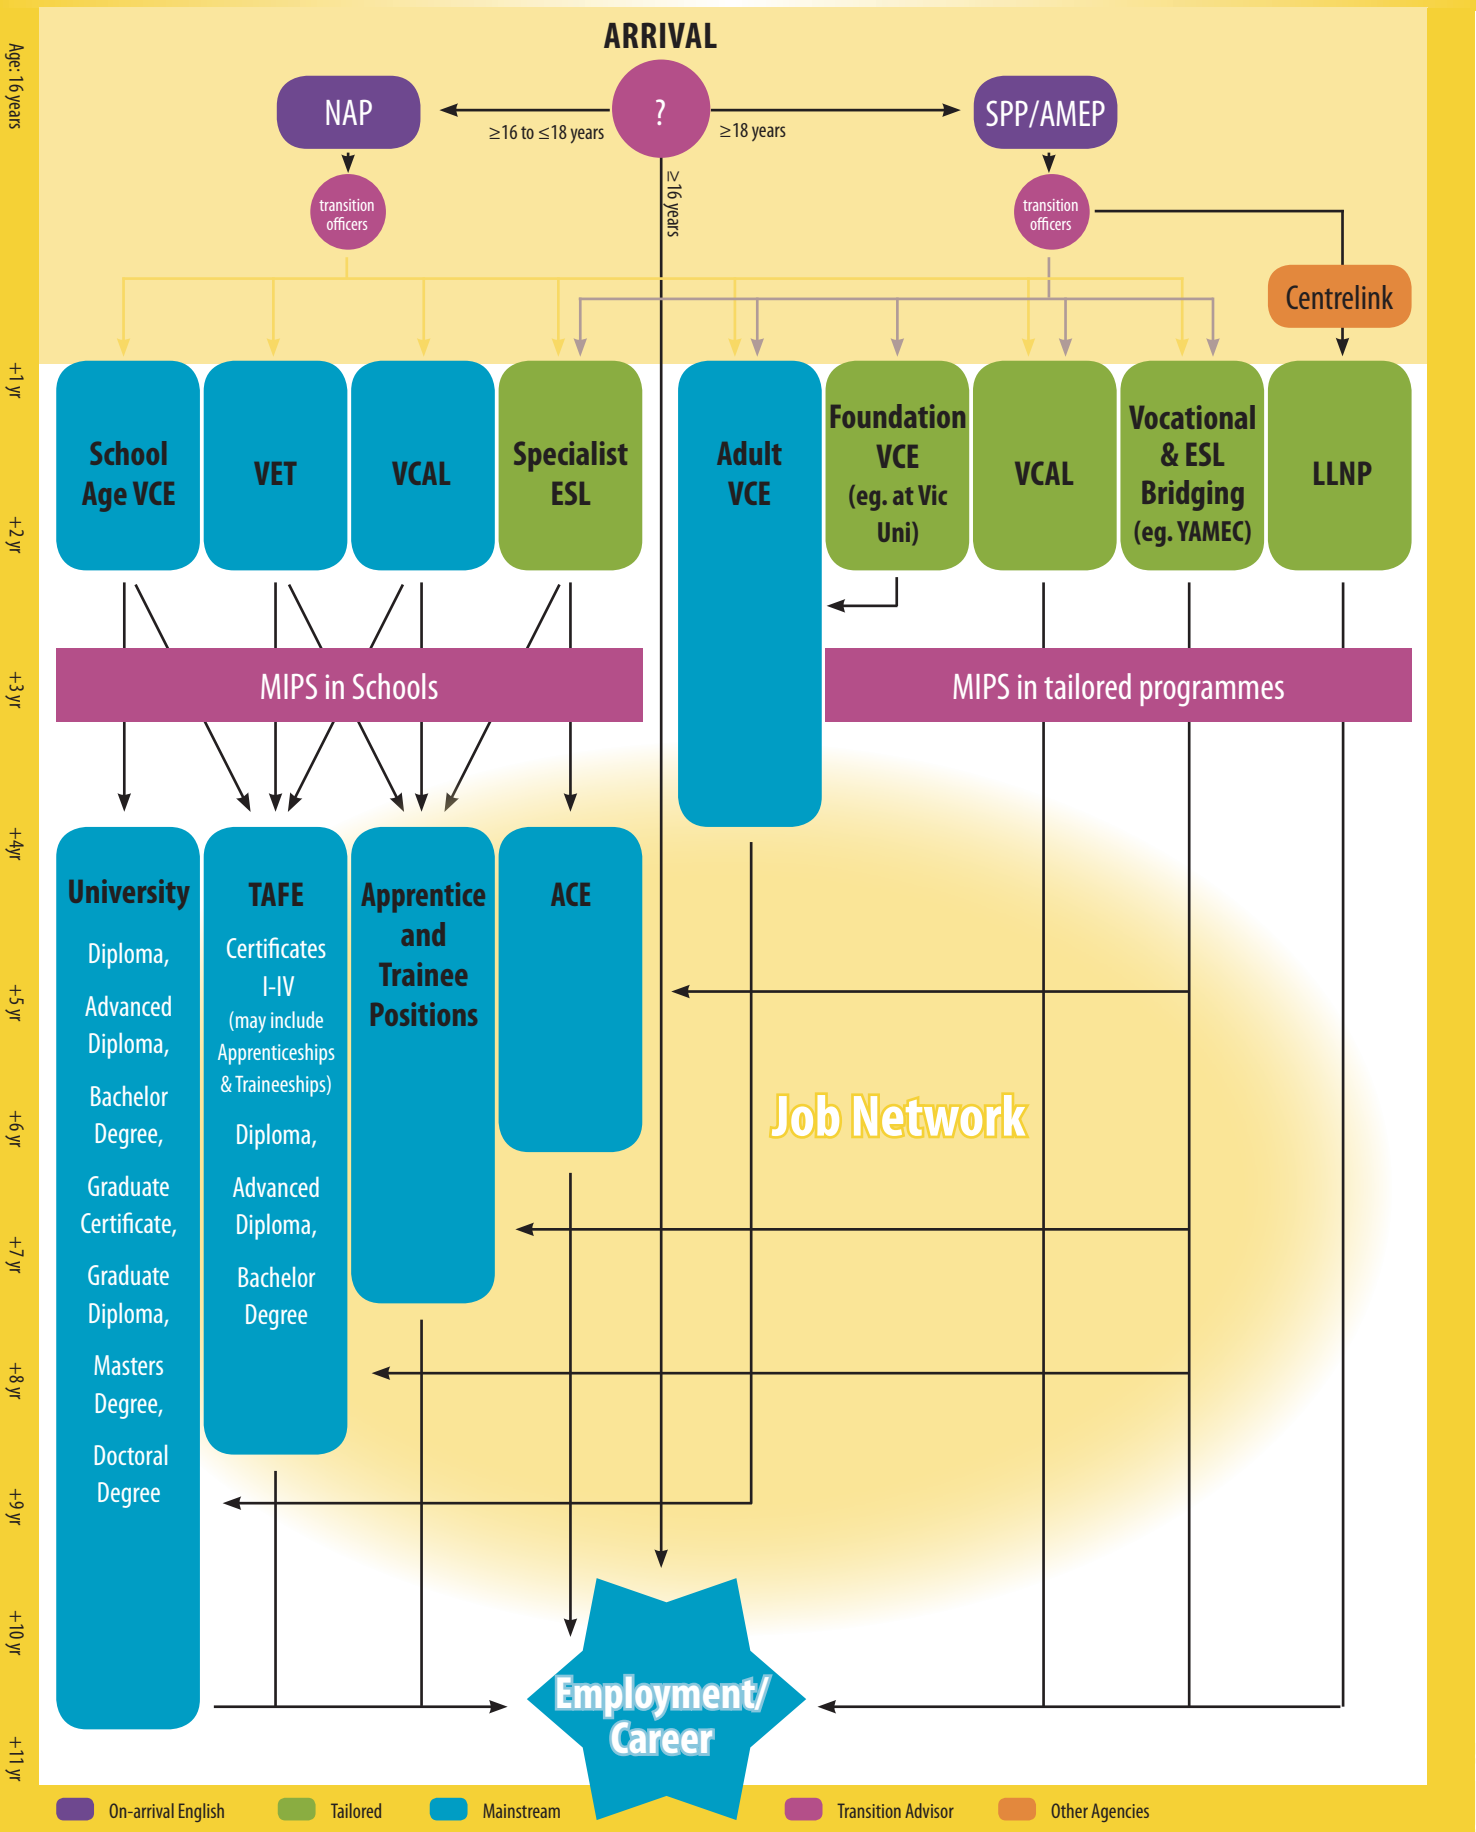 ARRIVAL
Age: 16 years
NAP
?
SPP/AMEP
≥16 to ≤18 years
≥18 years
≥ 16 years
transition
officers
transition
officers
Centrelink
+1 yr
School
Age VCE
VET
VCAL
Specialist
ESL
Adult
VCE
Foundation
VCE
(eg. at Vic
Uni)
VCAL
Vocational
& ESL
Bridging
(eg. YAMEC)
LLNP
+2 yr
+3 yr
MIPS in Schools
MIPS in tailored programmes
+4yr
University
Diploma,
Advanced
Diploma,
Bachelor
Degree,
Graduate
Certificate,
Graduate
Diploma,
Masters
Degree,
Doctoral
Degree
TAFE
Certificates
I-IV
(may include
Apprenticeships
& Traineeships)
Diploma,
Advanced
Diploma,
Bachelor
Degree
Apprentice
and
Trainee
Positions
ACE
+5 yr
Job Network
+6 yr
+7 yr
+8 yr
+9 yr
+10 yr
Employment/
Career
+11 yr
On-arrival English
Tailored
Mainstream
Transition Advisor
Other Agencies